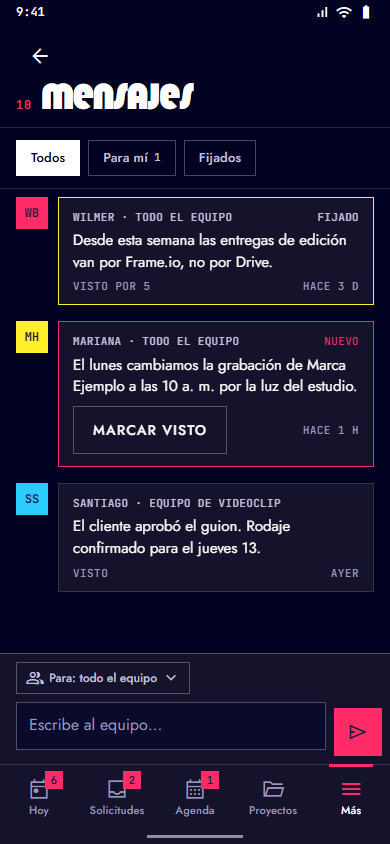 9:41
10 mensajes
Todos
Para mí 1
Fijados
WB
WILMER · TODO EL EQUIPO
FIJADO
Desde esta semana las entregas de edición
van por Frame.io, no por Drive.
VISTO POR 5
HACE 3 D
MH
MARIANA · TODO EL EQUIPO
NUEVO
El lunes cambiamos la grabación de Marca
Ejemplo a las 10 a. m. por la luz del estudio.
MARCAR VISTO
HACE 1 H
SS
SANTIAGO · EQUIPO DE VIDEOCLIP
El cliente aprobó el guion. Rodaje
confirmado para el jueves 13.
VISTO
AYER
Para: todo el equipo
Escribe al equipo...
6
2
1
Hoy
Solicitudes
Agenda
Proyectos
Más